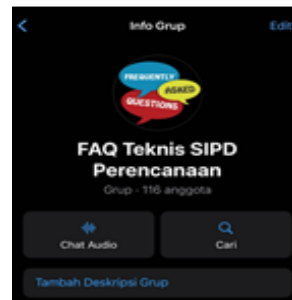 Info Grup
Edit
FREQUENTLY
ASKED
QUESTIONS
FAQ Teknis SIPD
Perencanaan
Grup - 116 anggota
Chat Audio
Cari
Tambah Deskripsi Grup